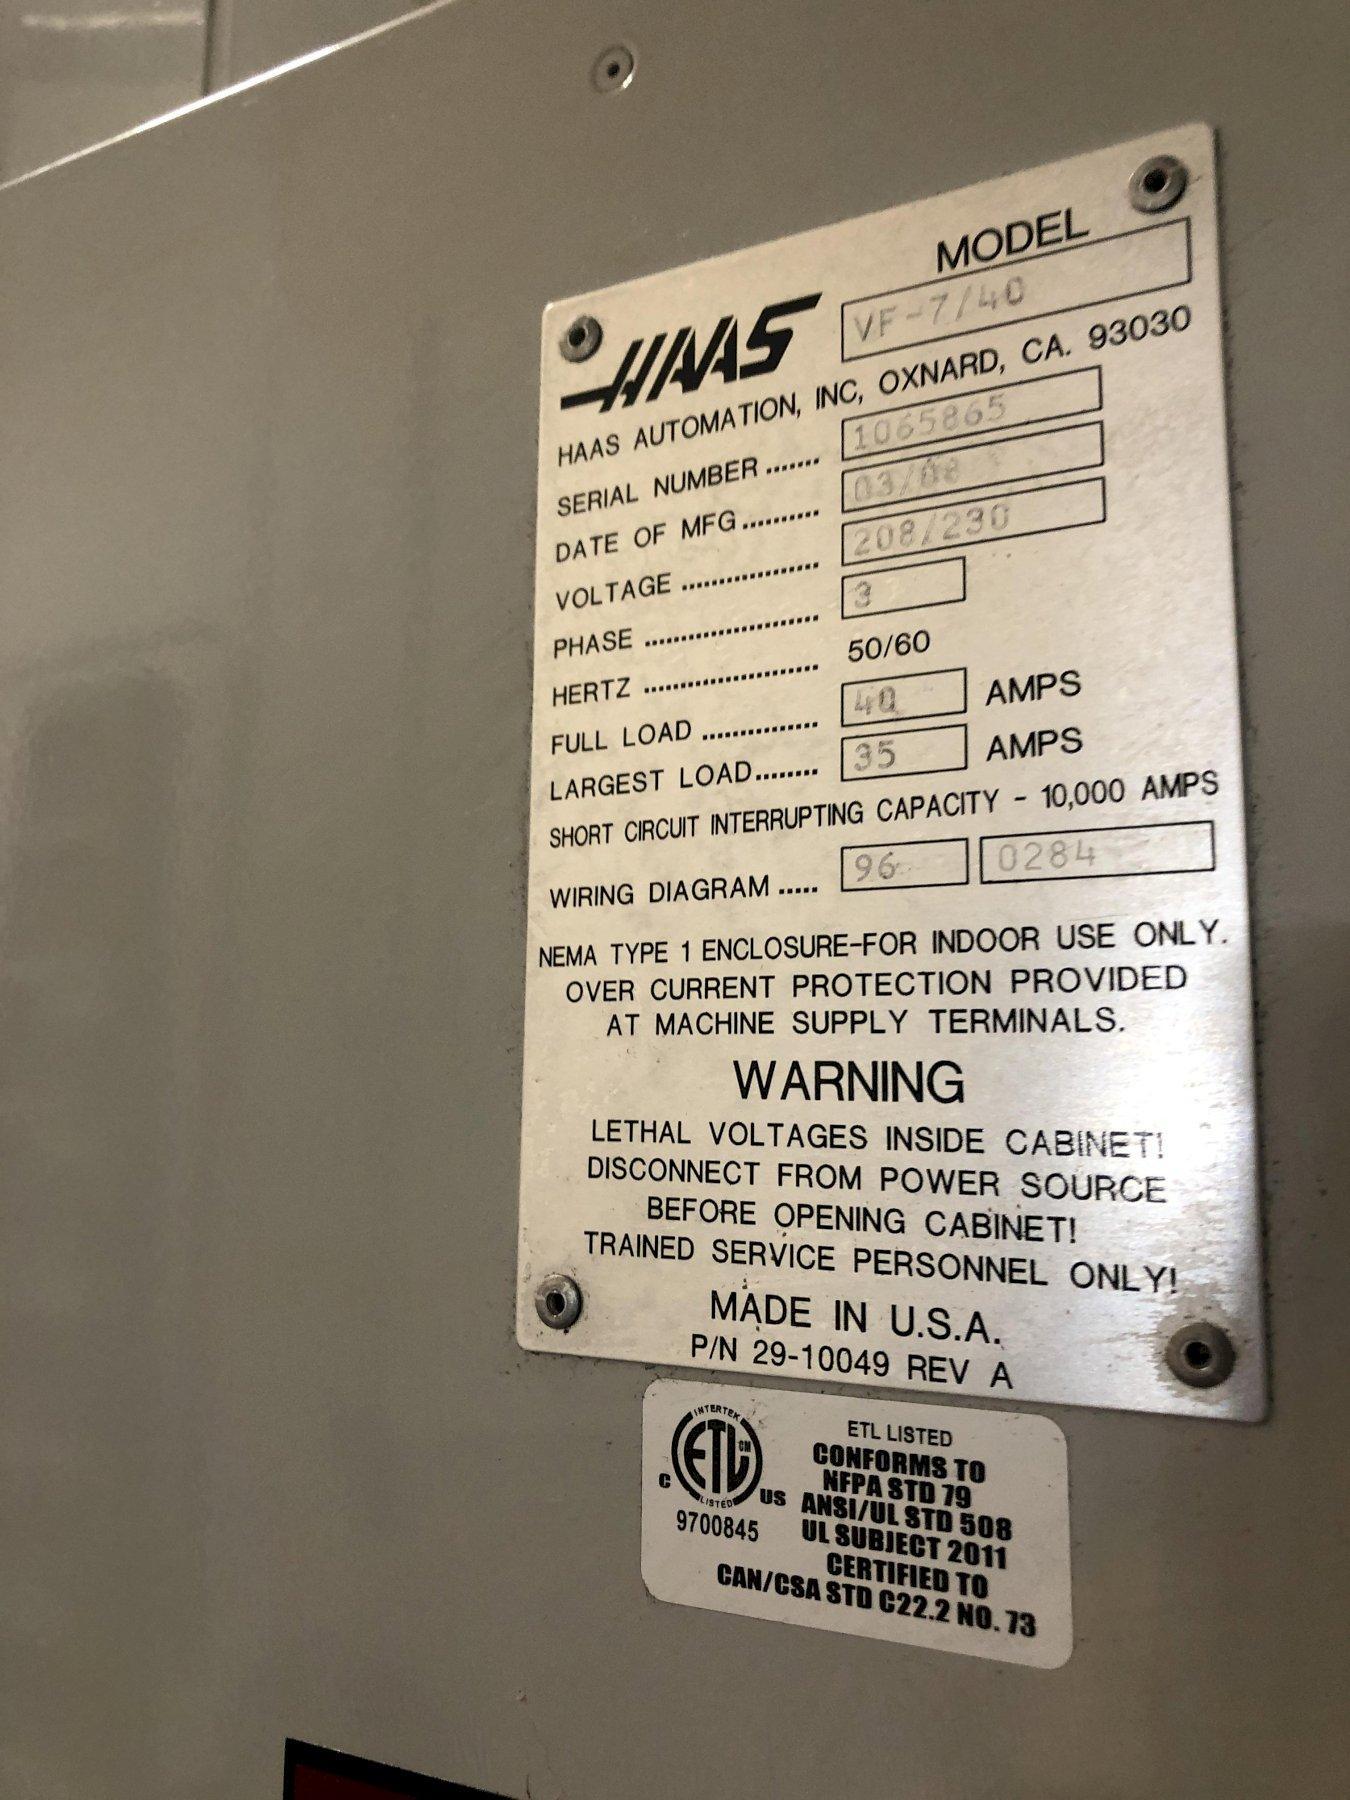 MODEL
HAAS VF-7/40
HAAS AUTOMATION, INC, OXNARD, CA. 93030
SERIAL NUMBER ....... 1065865
DATE OF MFG .......... 03/08
VOLTAGE ................... 208/230
PHASE ........................ 3
HERTZ ........................ 50/60
FULL LOAD ................ 40 AMPS
LARGEST LOAD........ 35 AMPS
SHORT CIRCUIT INTERRUPTING CAPACITY - 10,000 AMPS
WIRING DIAGRAM ..... 96 0284
NEMA TYPE 1 ENCLOSURE-FOR INDOOR USE ONLY.
OVER CURRENT PROTECTION PROVIDED
AT MACHINE SUPPLY TERMINALS.
WARNING
LETHAL VOLTAGES INSIDE CABINET!
DISCONNECT FROM POWER SOURCE
BEFORE OPENING CABINET!
TRAINED SERVICE PERSONNEL ONLY!
MADE IN U.S.A.
P/N 29-10049 REV A
INTERTEK
ETL CM
LISTED
C US
9700845
ETL LISTED
CONFORMS TO
NFPA STD 79
ANSI/UL STD 508
UL SUBJECT 2011
CERTIFIED TO
CAN/CSA STD C22.2 NO. 73